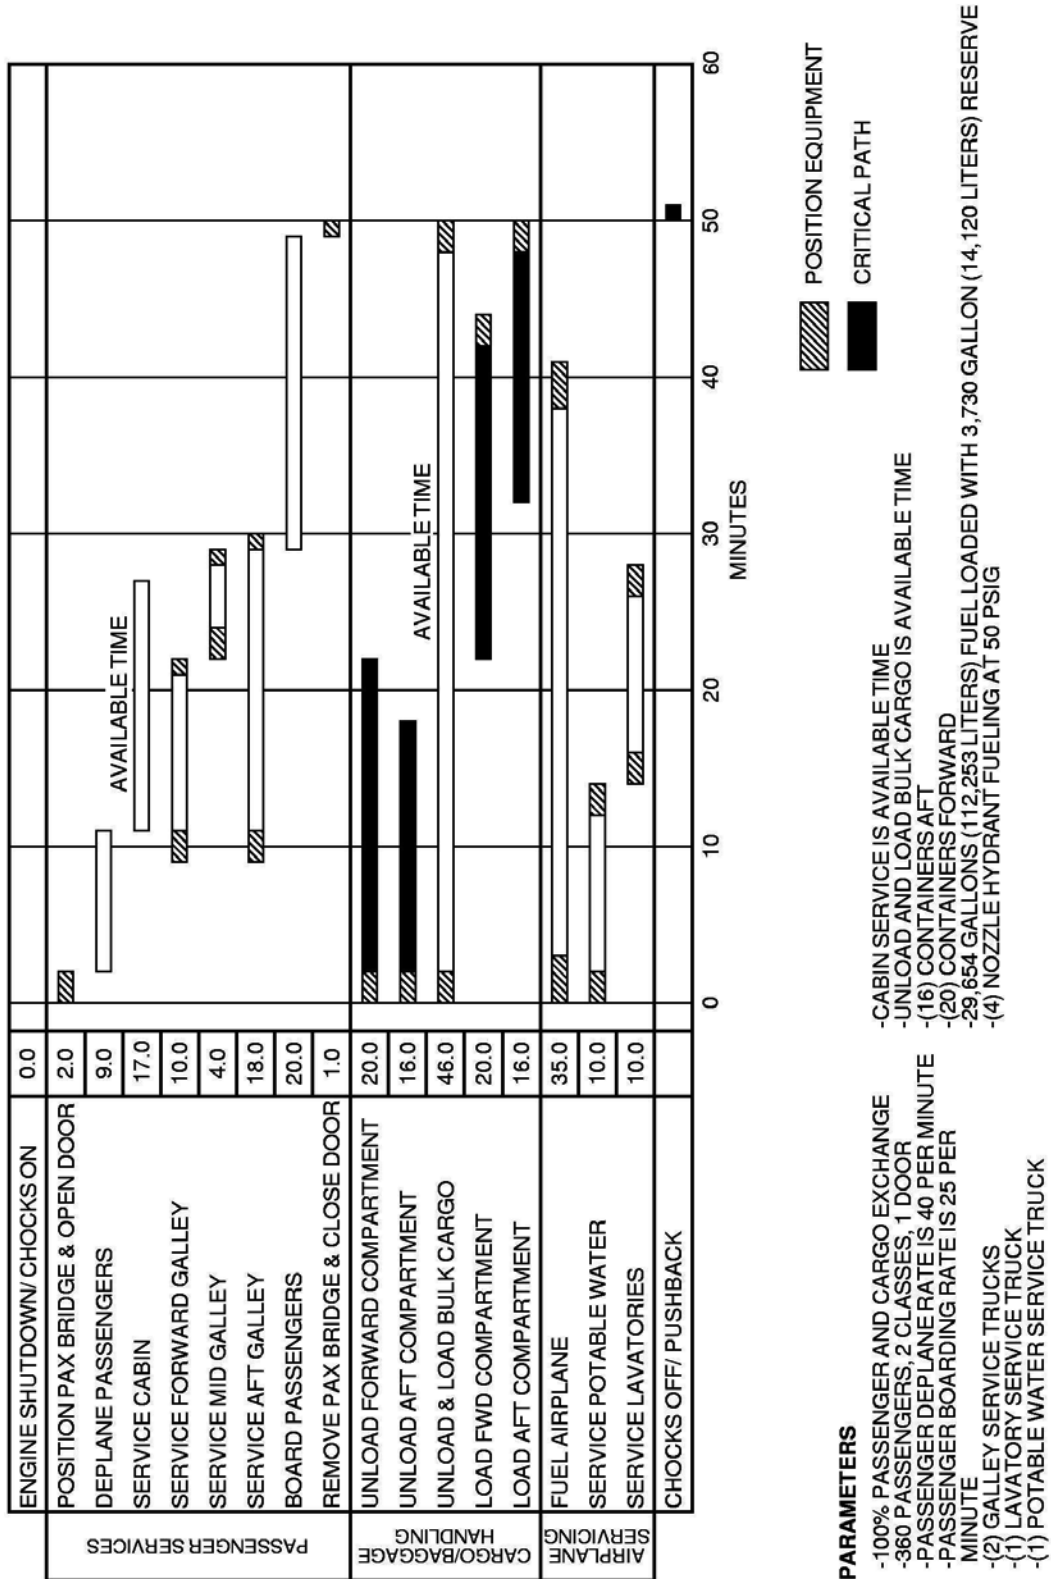 ENGINE SHUTDOWN/ CHOCKS ON 0.0
PASSENGER SERVICES
POSITION PAX BRIDGE & OPEN DOOR 2.0
DEPLANE PASSENGERS 9.0
AVAILABLE TIME
SERVICE CABIN 17.0
SERVICE FORWARD GALLEY 10.0
SERVICE MID GALLEY 4.0
SERVICE AFT GALLEY 18.0
BOARD PASSENGERS 20.0
REMOVE PAX BRIDGE & CLOSE DOOR 1.0
CARGO/BAGGAGE
HANDLING
UNLOAD FORWARD COMPARTMENT 20.0
UNLOAD AFT COMPARTMENT 16.0
AVAILABLE TIME
UNLOAD & LOAD BULK CARGO 46.0
LOAD FWD COMPARTMENT 20.0
LOAD AFT COMPARTMENT 16.0
AIRPLANE
SERVICING
FUEL AIRPLANE 35.0
SERVICE POTABLE WATER 10.0
SERVICE LAVATORIES 10.0
CHOCKS OFF/ PUSHBACK
0 10 20 30 40 50 60
MINUTES
POSITION EQUIPMENT
CRITICAL PATH
PARAMETERS
-100% PASSENGER AND CARGO EXCHANGE
-360 PASSENGERS, 2 CLASSES, 1 DOOR
-PASSENGER DEPLANE RATE IS 40 PER MINUTE
-PASSENGER BOARDING RATE IS 25 PER
MINUTE
-(2) GALLEY SERVICE TRUCKS
-(1) LAVATORY SERVICE TRUCK
-(1) POTABLE WATER SERVICE TRUCK
-CABIN SERVICE IS AVAILABLE TIME
-UNLOAD AND LOAD BULK CARGO IS AVAILABLE TIME
-(16) CONTAINERS AFT
-(20) CONTAINERS FORWARD
-29,654 GALLONS (112,253 LITERS) FUEL LOADED WITH 3,730 GALLON (14,120 LITERS) RESERVE
-(4) NOZZLE HYDRANT FUELING AT 50 PSIG